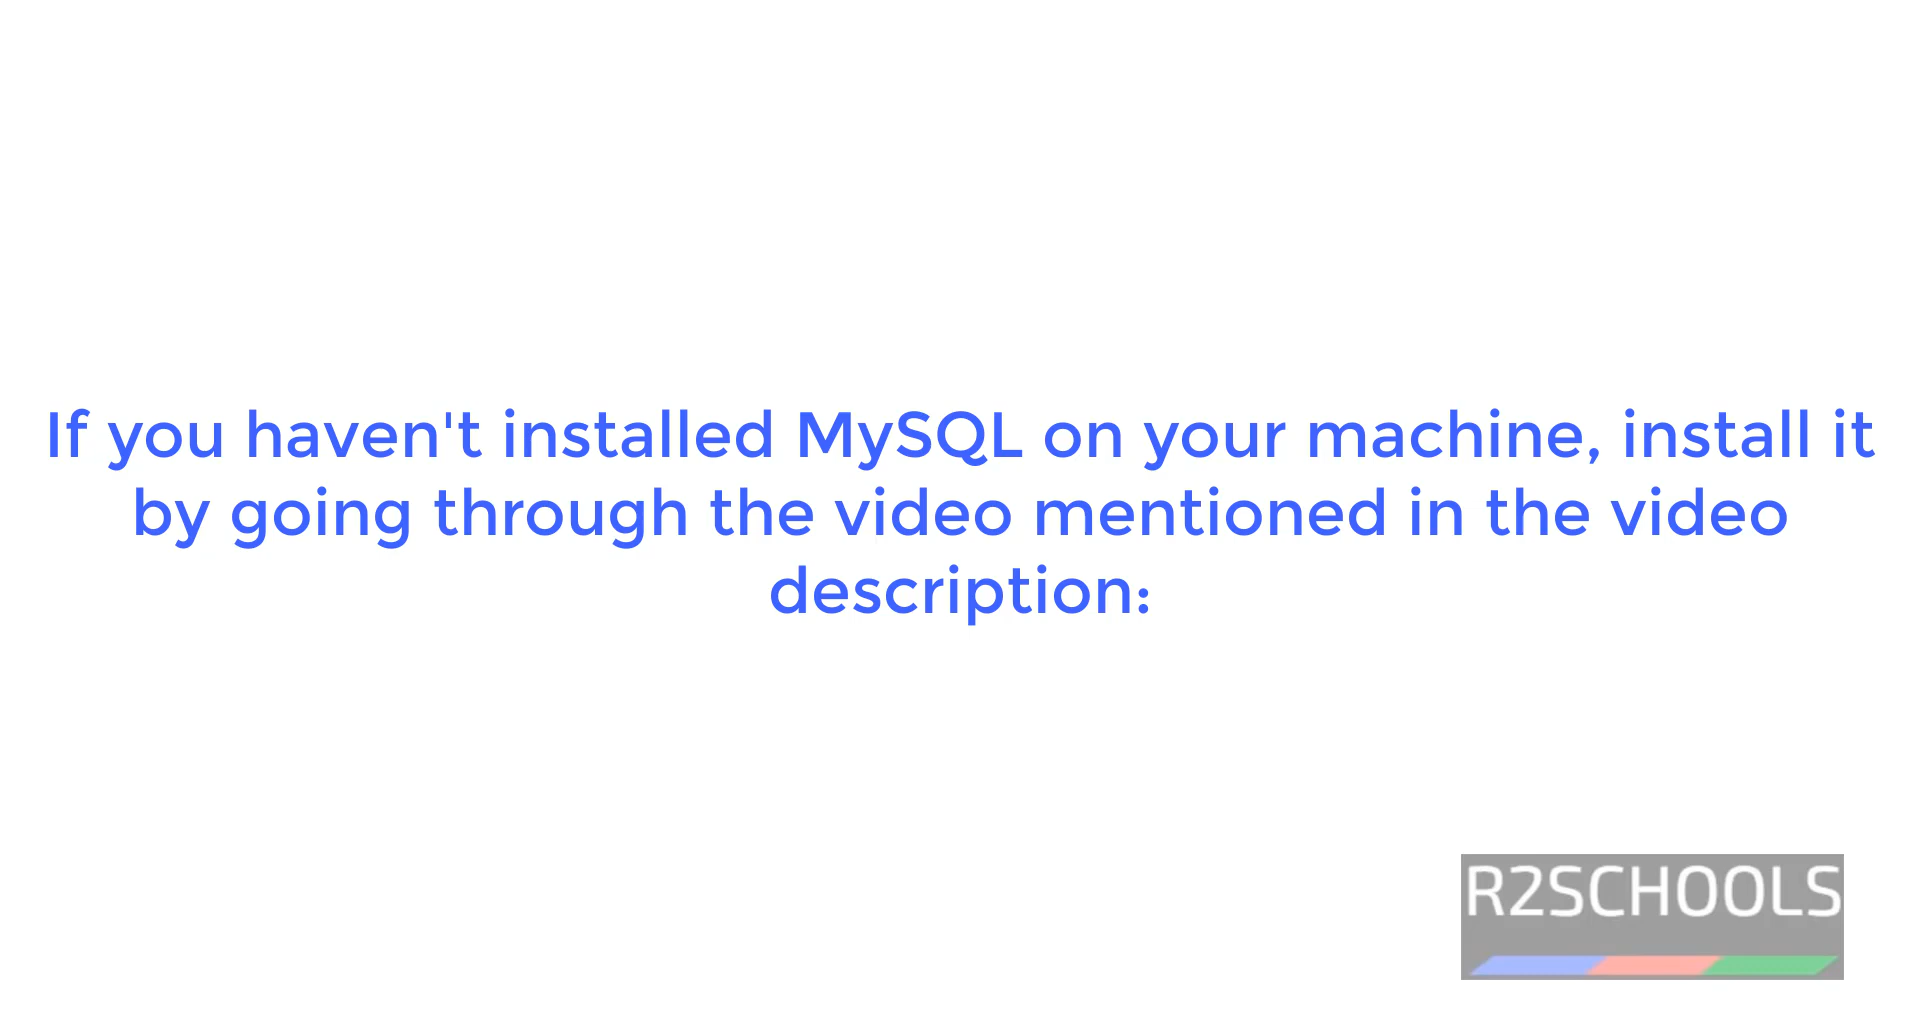 If you haven't installed MySQL on your machine, install it
by going through the video mentioned in the video
description:
R2SCHOOLS